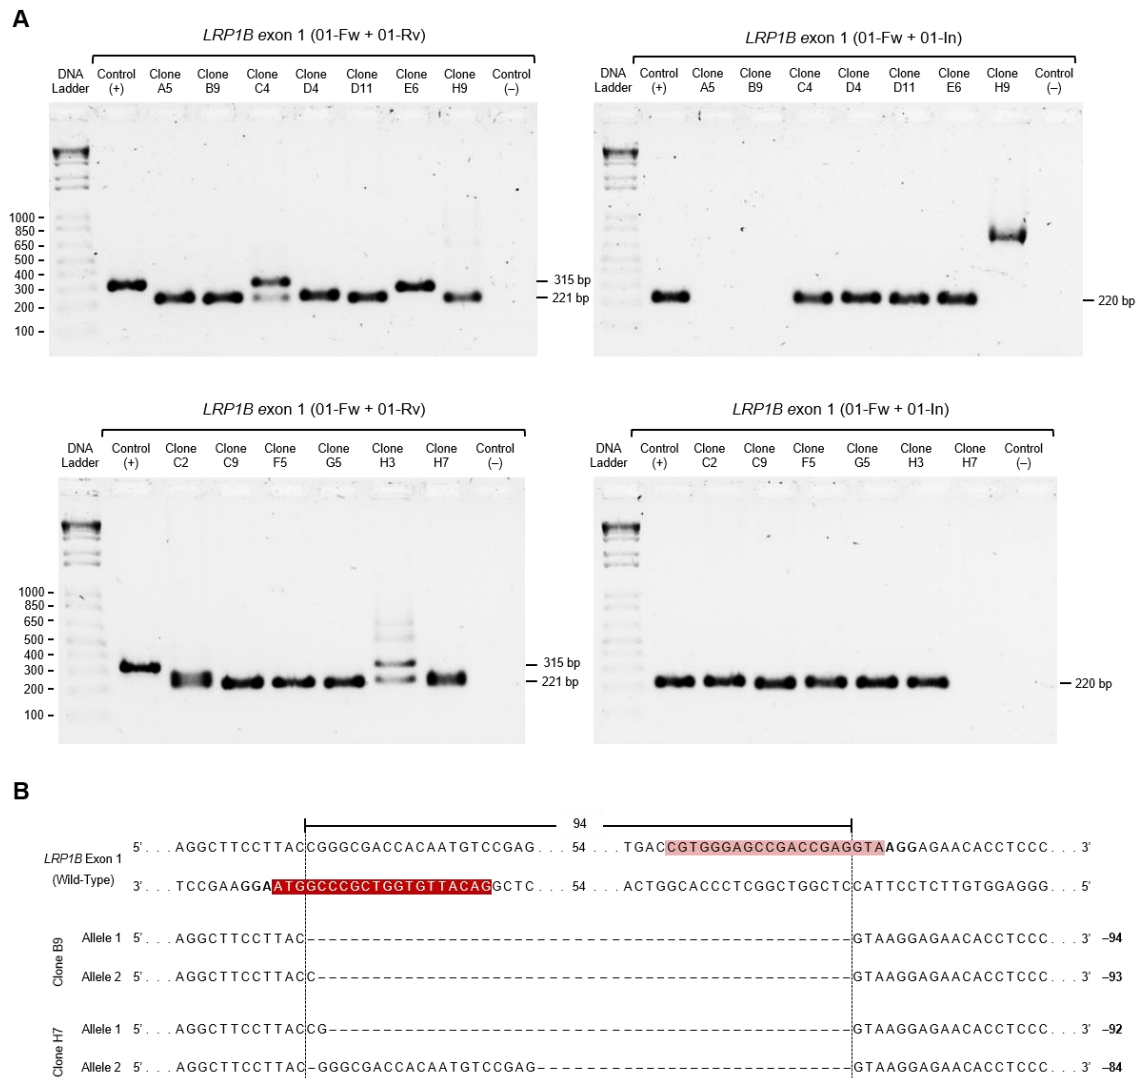 A
LRP1B exon 1 (01-Fw + 01-Rv)
DNA Ladder Control (+) Clone A5 Clone B9 Clone C4 Clone D4 Clone D11 Clone E6 Clone H9 Control (–)
1000
850
650
500
400
300
200
100
315 bp
221 bp
LRP1B exon 1 (01-Fw + 01-In)
DNA Ladder Control (+) Clone A5 Clone B9 Clone C4 Clone D4 Clone D11 Clone E6 Clone H9 Control (–)
220 bp
LRP1B exon 1 (01-Fw + 01-Rv)
DNA Ladder Control (+) Clone C2 Clone C9 Clone F5 Clone G5 Clone H3 Clone H7 Control (–)
1000
850
650
500
400
300
200
100
315 bp
221 bp
LRP1B exon 1 (01-Fw + 01-In)
DNA Ladder Control (+) Clone C2 Clone C9 Clone F5 Clone G5 Clone H3 Clone H7 Control (–)
220 bp
B
94
LRP1B Exon 1
(Wild-Type)
5' . . . AGGCTTCCTTACCGGGCGACCACAATGTCCGAG . . . 54 . . . TGACCGTGGGAGCCGACCGAGGTAAGGAGAACACCTCCC . . . 3'
3' . . . TCCGAAGGAATGGCCCGCTGGTGTTACAGGCTC . . . 54 . . . ACTGGCACCCTCGGCTGGCTCCATTCCTCTTGTGGAGGG . . . 5'
Clone B9
Allele 1 5' . . . AGGCTTCCTTAC–––––––––––––––––––––––––––––––––––––––––––GTAAGGAGAACACCTCCC . . . 3' –94
Allele 2 5' . . . AGGCTTCCTTACC––––––––––––––––––––––––––––––––––––––––––GTAAGGAGAACACCTCCC . . . 3' –93
Clone H7
Allele 1 5' . . . AGGCTTCCTTACCG–––––––––––––––––––––––––––––––––––––––––GTAAGGAGAACACCTCCC . . . 3' –92
Allele 2 5' . . . AGGCTTCCTTAC–GGGCGACCACAATGTCCGAG–––––––––––––––––––––––––GTAAGGAGAACACCTCCC . . . 3' –84